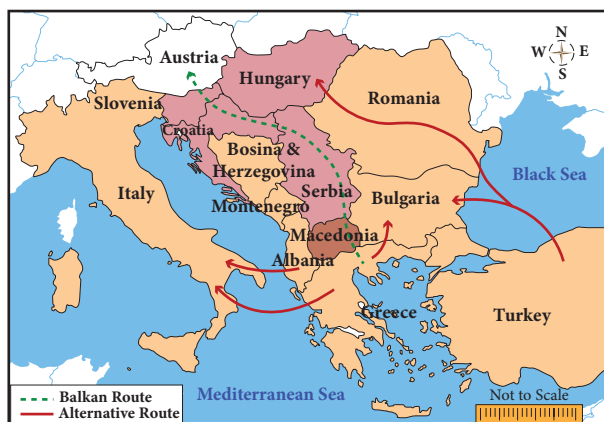 N
W E
S
Austria
Hungary
Slovenia
Romania
Croatia
Bosina &
Herzegovina
Black Sea
Italy
Serbia
Bulgaria
Montenegro
Macedonia
Albania
Greece
Turkey
Mediterranean Sea
Not to Scale
Balkan Route
Alternative Route